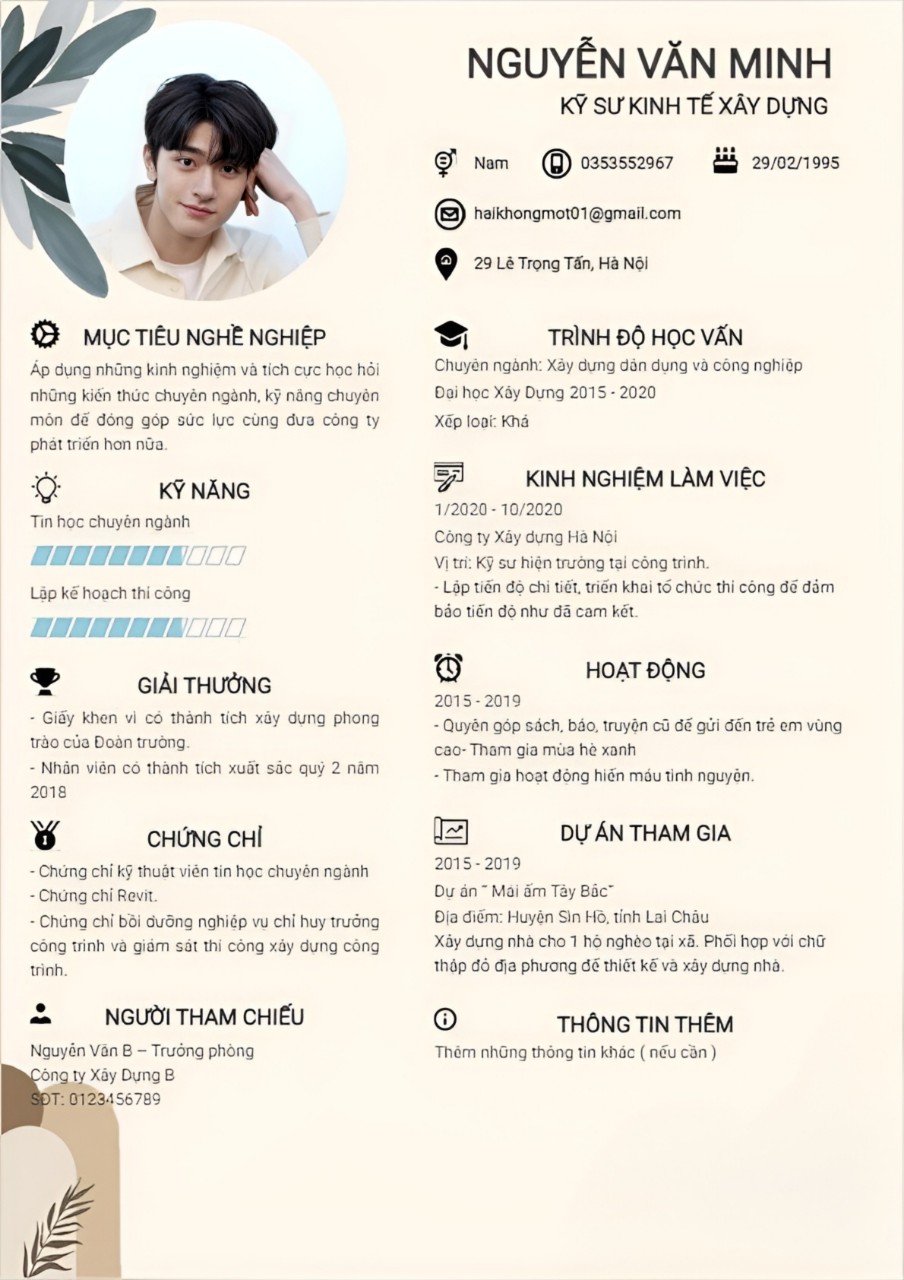 NGUYỄN VĂN MINH
KỸ SƯ KINH TẾ XÂY DỰNG
Nam 0353552967 29/02/1995
haikhongmot01@gmail.com
29 Lê Trọng Tấn, Hà Nội
MỤC TIÊU NGHỀ NGHIỆP
Áp dụng những kinh nghiệm và tích cực học hỏi
những kiến thức chuyên ngành, kỹ năng chuyên
môn để đóng góp sức lực cùng đưa công ty
phát triển hơn nữa.
KỸ NĂNG
Tin học chuyên ngành
Lập kế hoạch thi công
GIẢI THƯỞNG
- Giấy khen vì có thành tích xây dựng phong
trào của Đoàn trường.
- Nhân viên có thành tích xuất sắc quý 2 năm
2018
CHỨNG CHỈ
- Chứng chỉ kỹ thuật viên tin học chuyên ngành
- Chứng chỉ Revit.
- Chứng chỉ bồi dưỡng nghiệp vụ chỉ huy trưởng
công trình và giám sát thi công xây dựng công
trình.
NGƯỜI THAM CHIẾU
Nguyễn Văn B – Trưởng phòng
Công ty Xây Dựng B
SĐT: 0123456789
TRÌNH ĐỘ HỌC VẤN
Chuyên ngành: Xây dựng dân dụng và công nghiệp
Đại học Xây Dựng 2015 - 2020
Xếp loại: Khá
KINH NGHIỆM LÀM VIỆC
1/2020 - 10/2020
Công ty Xây dựng Hà Nội
Vị trí: Kỹ sư hiện trường tại công trình.
- Lập tiến độ chi tiết, triển khai tổ chức thi công để đảm
bảo tiến độ như đã cam kết.
HOẠT ĐỘNG
2015 - 2019
- Quyên góp sách, báo, truyện cũ để gửi đến trẻ em vùng
cao- Tham gia mùa hè xanh
- Tham gia hoạt động hiến máu tình nguyện.
DỰ ÁN THAM GIA
2015 - 2019
Dự án “ Mái ấm Tây Bắc”
Địa điểm: Huyện Sìn Hồ, tỉnh Lai Châu
Xây dựng nhà cho 1 hộ nghèo tại xã. Phối hợp với chữ
thập đỏ địa phương để thiết kế và xây dựng nhà.
THÔNG TIN THÊM
Thêm những thông tin khác ( nếu cần )